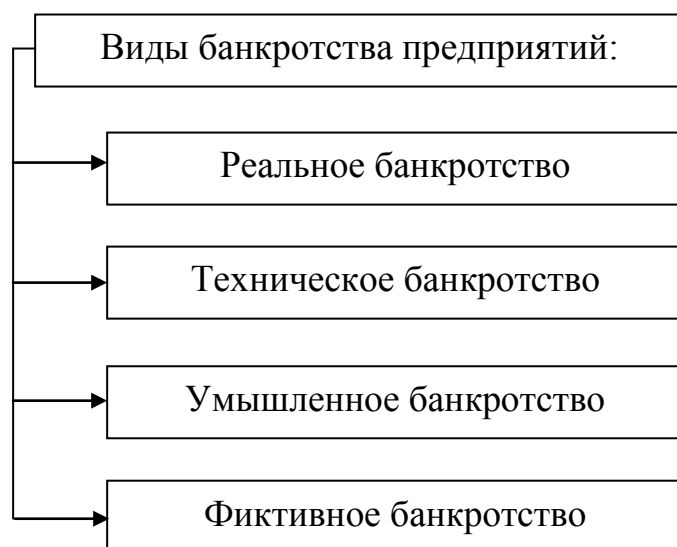 Виды банкротства предприятий:
Реальное банкротство
Техническое банкротство
Умышленное банкротство
Фиктивное банкротство